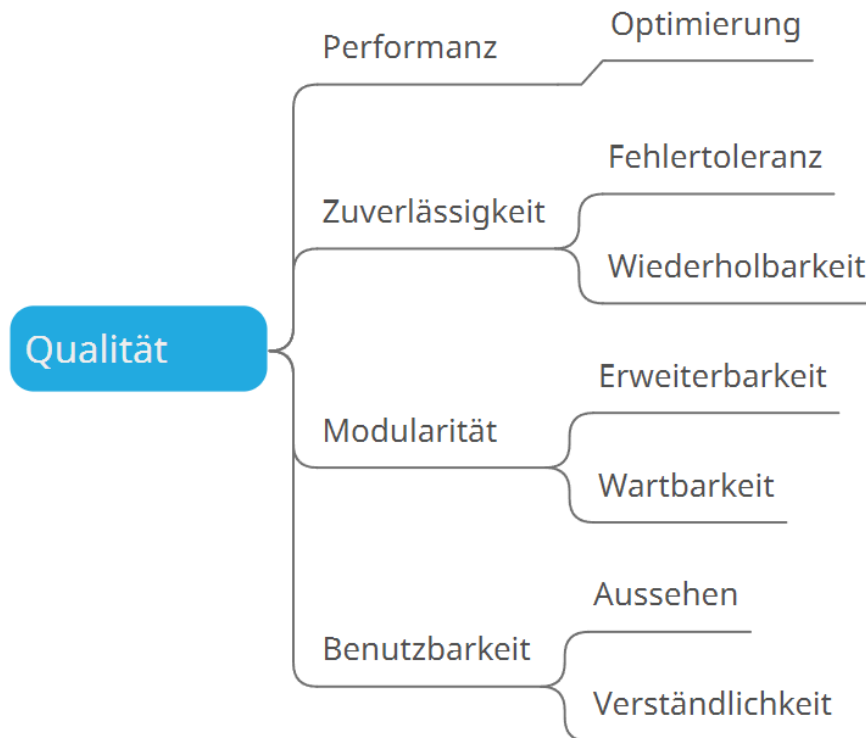 Qualität
Performanz
Optimierung
Zuverlässigkeit
Fehlertoleranz
Wiederholbarkeit
Modularität
Erweiterbarkeit
Wartbarkeit
Benutzbarkeit
Aussehen
Verständlichkeit